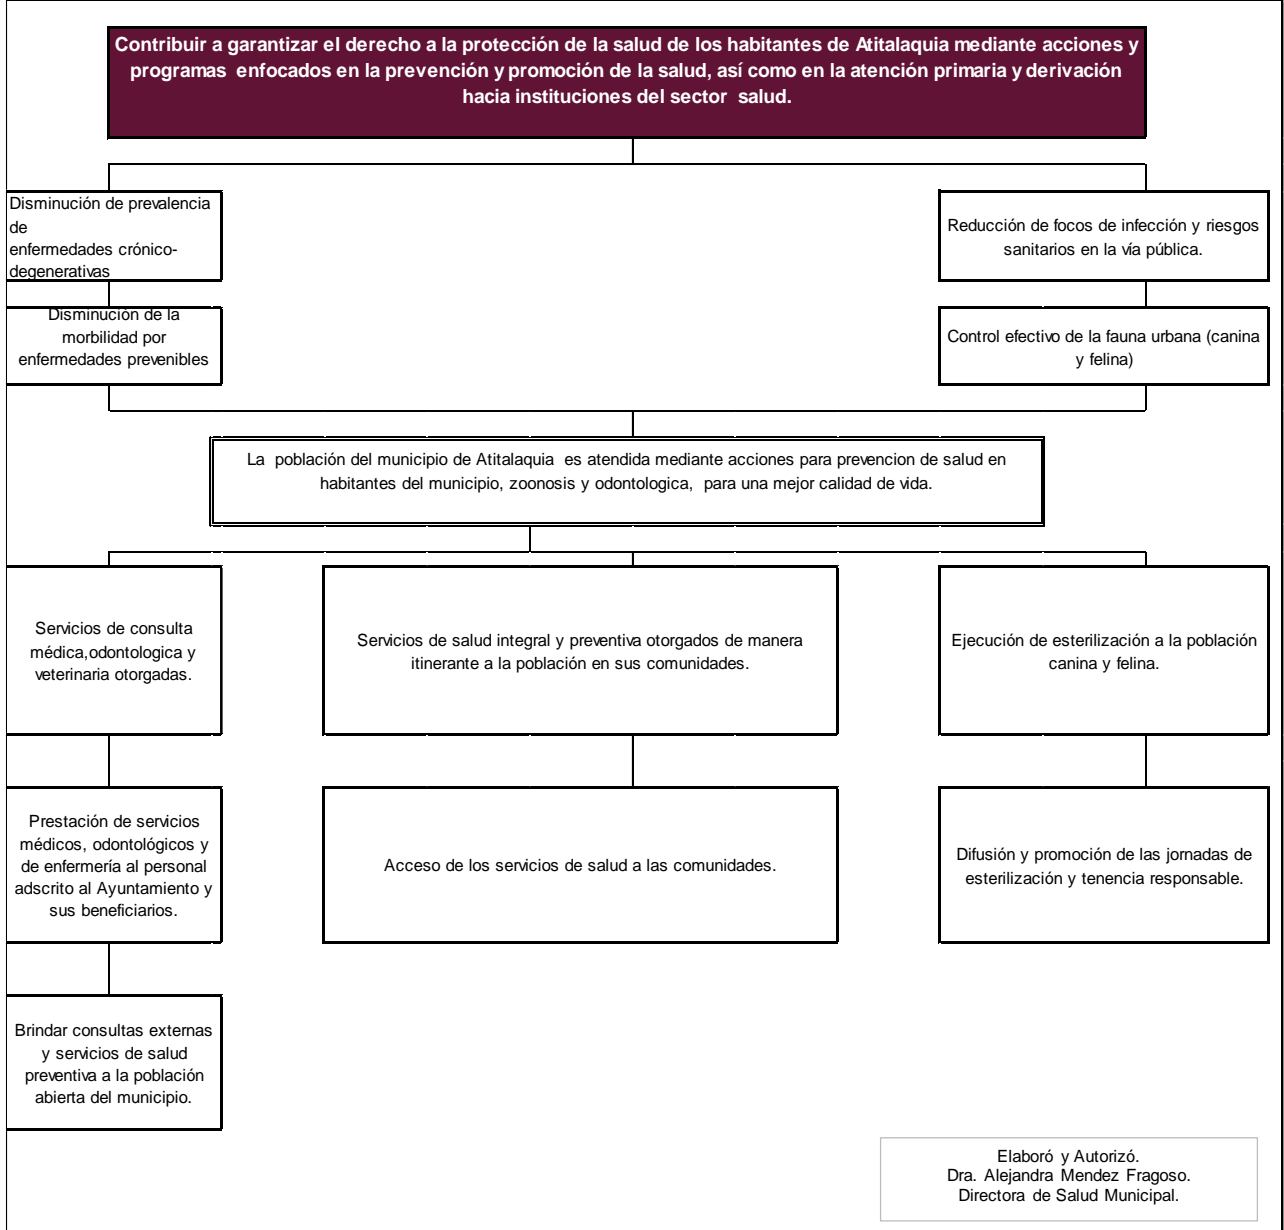 Contribuir a garantizar el derecho a la protección de la salud de los habitantes de Atitalaquia mediante acciones y
programas enfocados en la prevención y promoción de la salud, así como en la atención primaria y derivación
hacia instituciones del sector salud.
Disminución de prevalencia
de
enfermedades crónico-
degenerativas
Reducción de focos de infección y riesgos
sanitarios en la vía pública.
Disminución de la
morbilidad por
enfermedades prevenibles
Control efectivo de la fauna urbana (canina
y felina)
La población del municipio de Atitalaquia es atendida mediante acciones para prevencion de salud en
habitantes del municipio, zoonosis y odontologica, para una mejor calidad de vida.
Servicios de consulta
médica,odontologica y
veterinaria otorgadas.
Servicios de salud integral y preventiva otorgados de manera
itinerante a la población en sus comunidades.
Ejecución de esterilización a la población
canina y felina.
Prestación de servicios
médicos, odontológicos y
de enfermería al personal
adscrito al Ayuntamiento y
sus beneficiarios.
Acceso de los servicios de salud a las comunidades.
Difusión y promoción de las jornadas de
esterilización y tenencia responsable.
Brindar consultas externas
y servicios de salud
preventiva a la población
abierta del municipio.
Elaboró y Autorizó.
Dra. Alejandra Mendez Fragoso.
Directora de Salud Municipal.